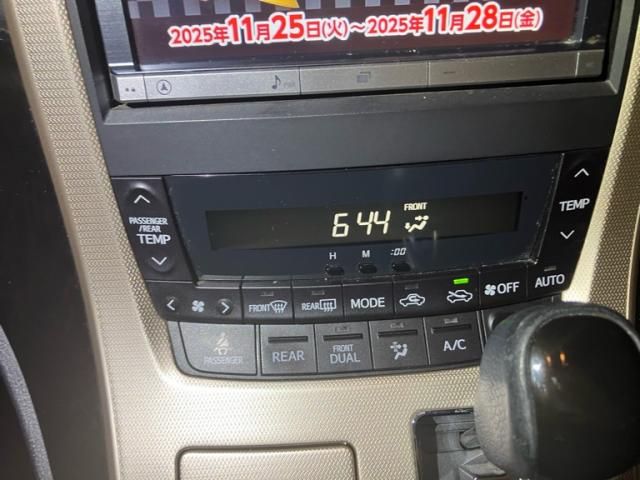 2025年11月25日(火)～2025年11月28日(金)
FRONT
6 44
PASSENGER
/REAR
TEMP
TEMP
H M :00
FRONT REAR MODE OFF AUTO
PASSENGER REAR FRONT
DUAL A/C